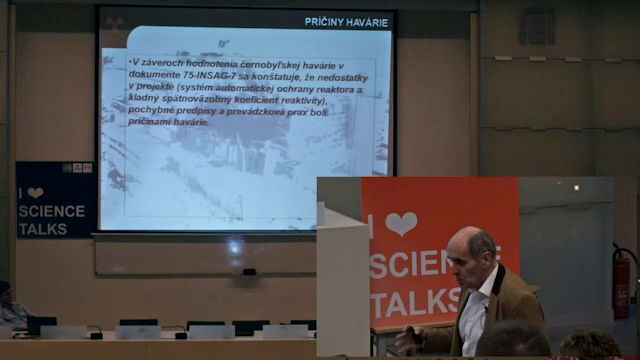 PRÍČINY HAVÁRIE
•V záveroch hodnotenia černobyľskej havárie v
dokumente 75-INSAG-7 sa konštatuje, že nedostatky
v projekte (systém automatickej ochrany reaktora a
kladný spätnoväzobný koeficient reaktivity),
pochybné predpisy a prevádzková prax boli
príčinami havárie.
I ❤
SCIENCE
TALKS
I ❤
SCIEN
TALKS